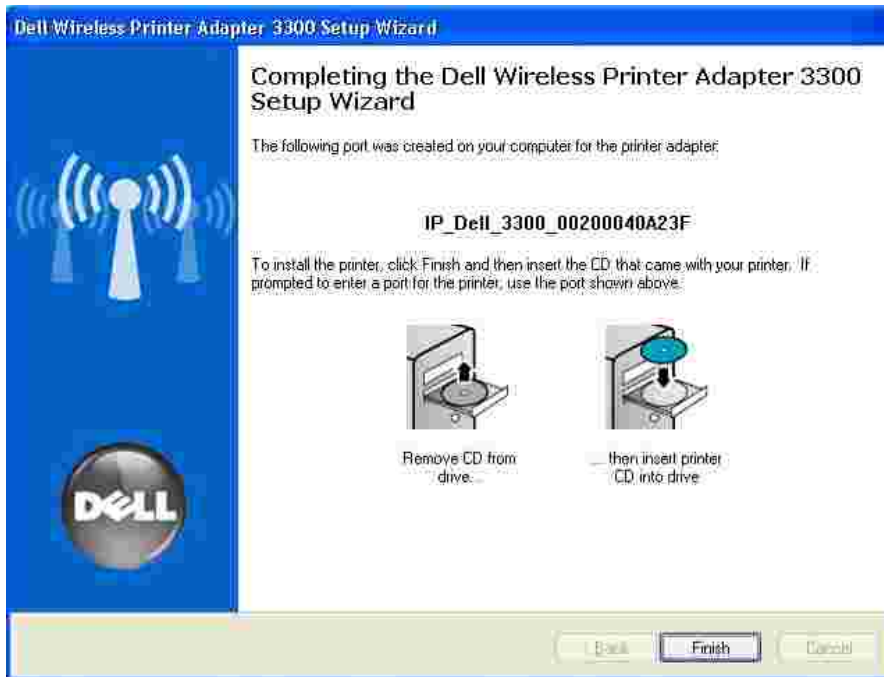 Dell Wireless Printer Adapter 3300 Setup Wizard
Completing the Dell Wireless Printer Adapter 3300
Setup Wizard
The following port was created on your computer for the printer adapter:
IP_Dell_3300_00200040A23F
To install the printer, click Finish and then insert the CD that came with your printer. If
prompted to enter a port for the printer, use the port shown above.
Remove CD from
drive...
... then insert printer
CD into drive
DELL
Back
Finish
Cancel